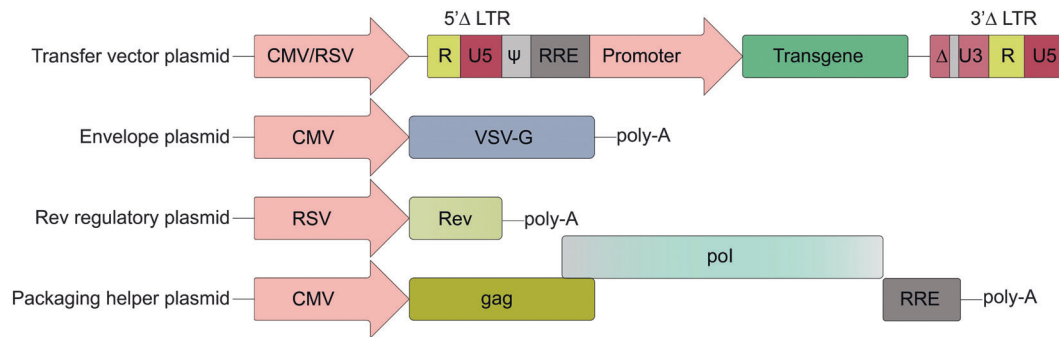 5'Δ LTR 3'Δ LTR
Transfer vector plasmid CMV/RSV R U5 Ψ RRE Promoter Transgene Δ U3 R U5
Envelope plasmid CMV VSV-G poly-A
Rev regulatory plasmid RSV Rev poly-A
pol
Packaging helper plasmid CMV gag RRE poly-A